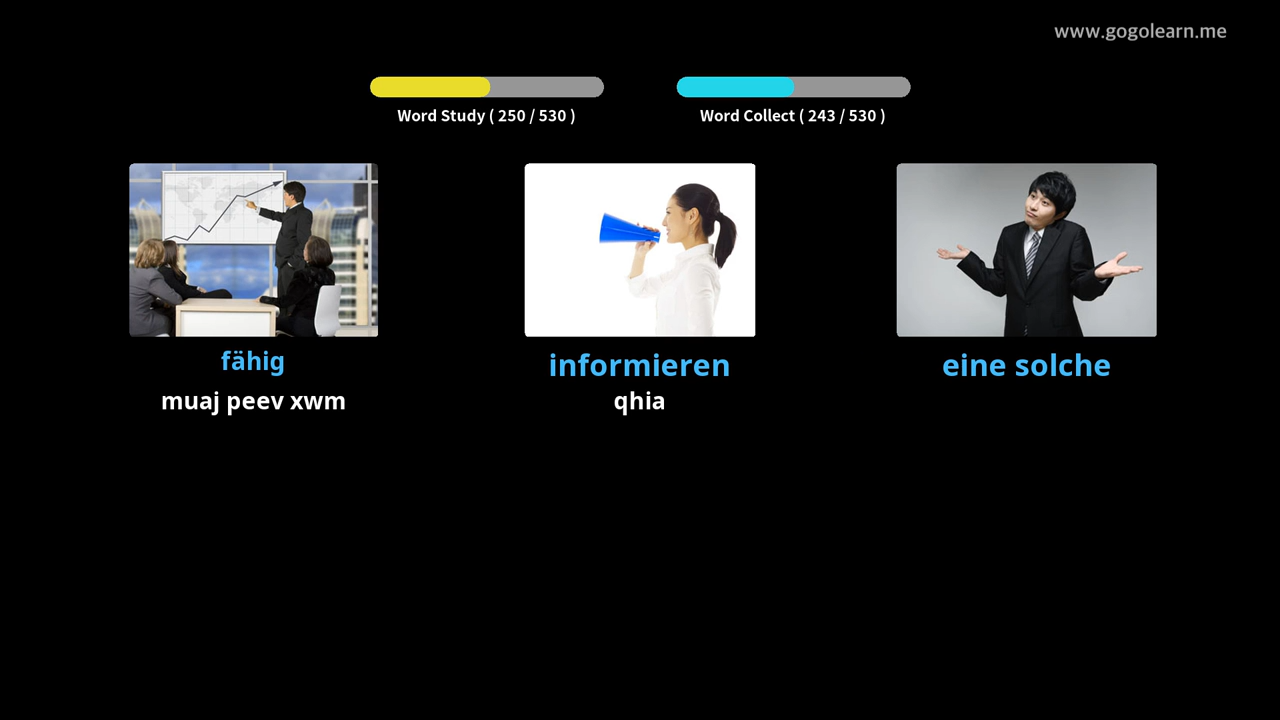 www.gogolearn.me
Word Study ( 250 / 530 )
Word Collect ( 243 / 530 )
fähig
muaj peev xwm
informieren
qhia
eine solche